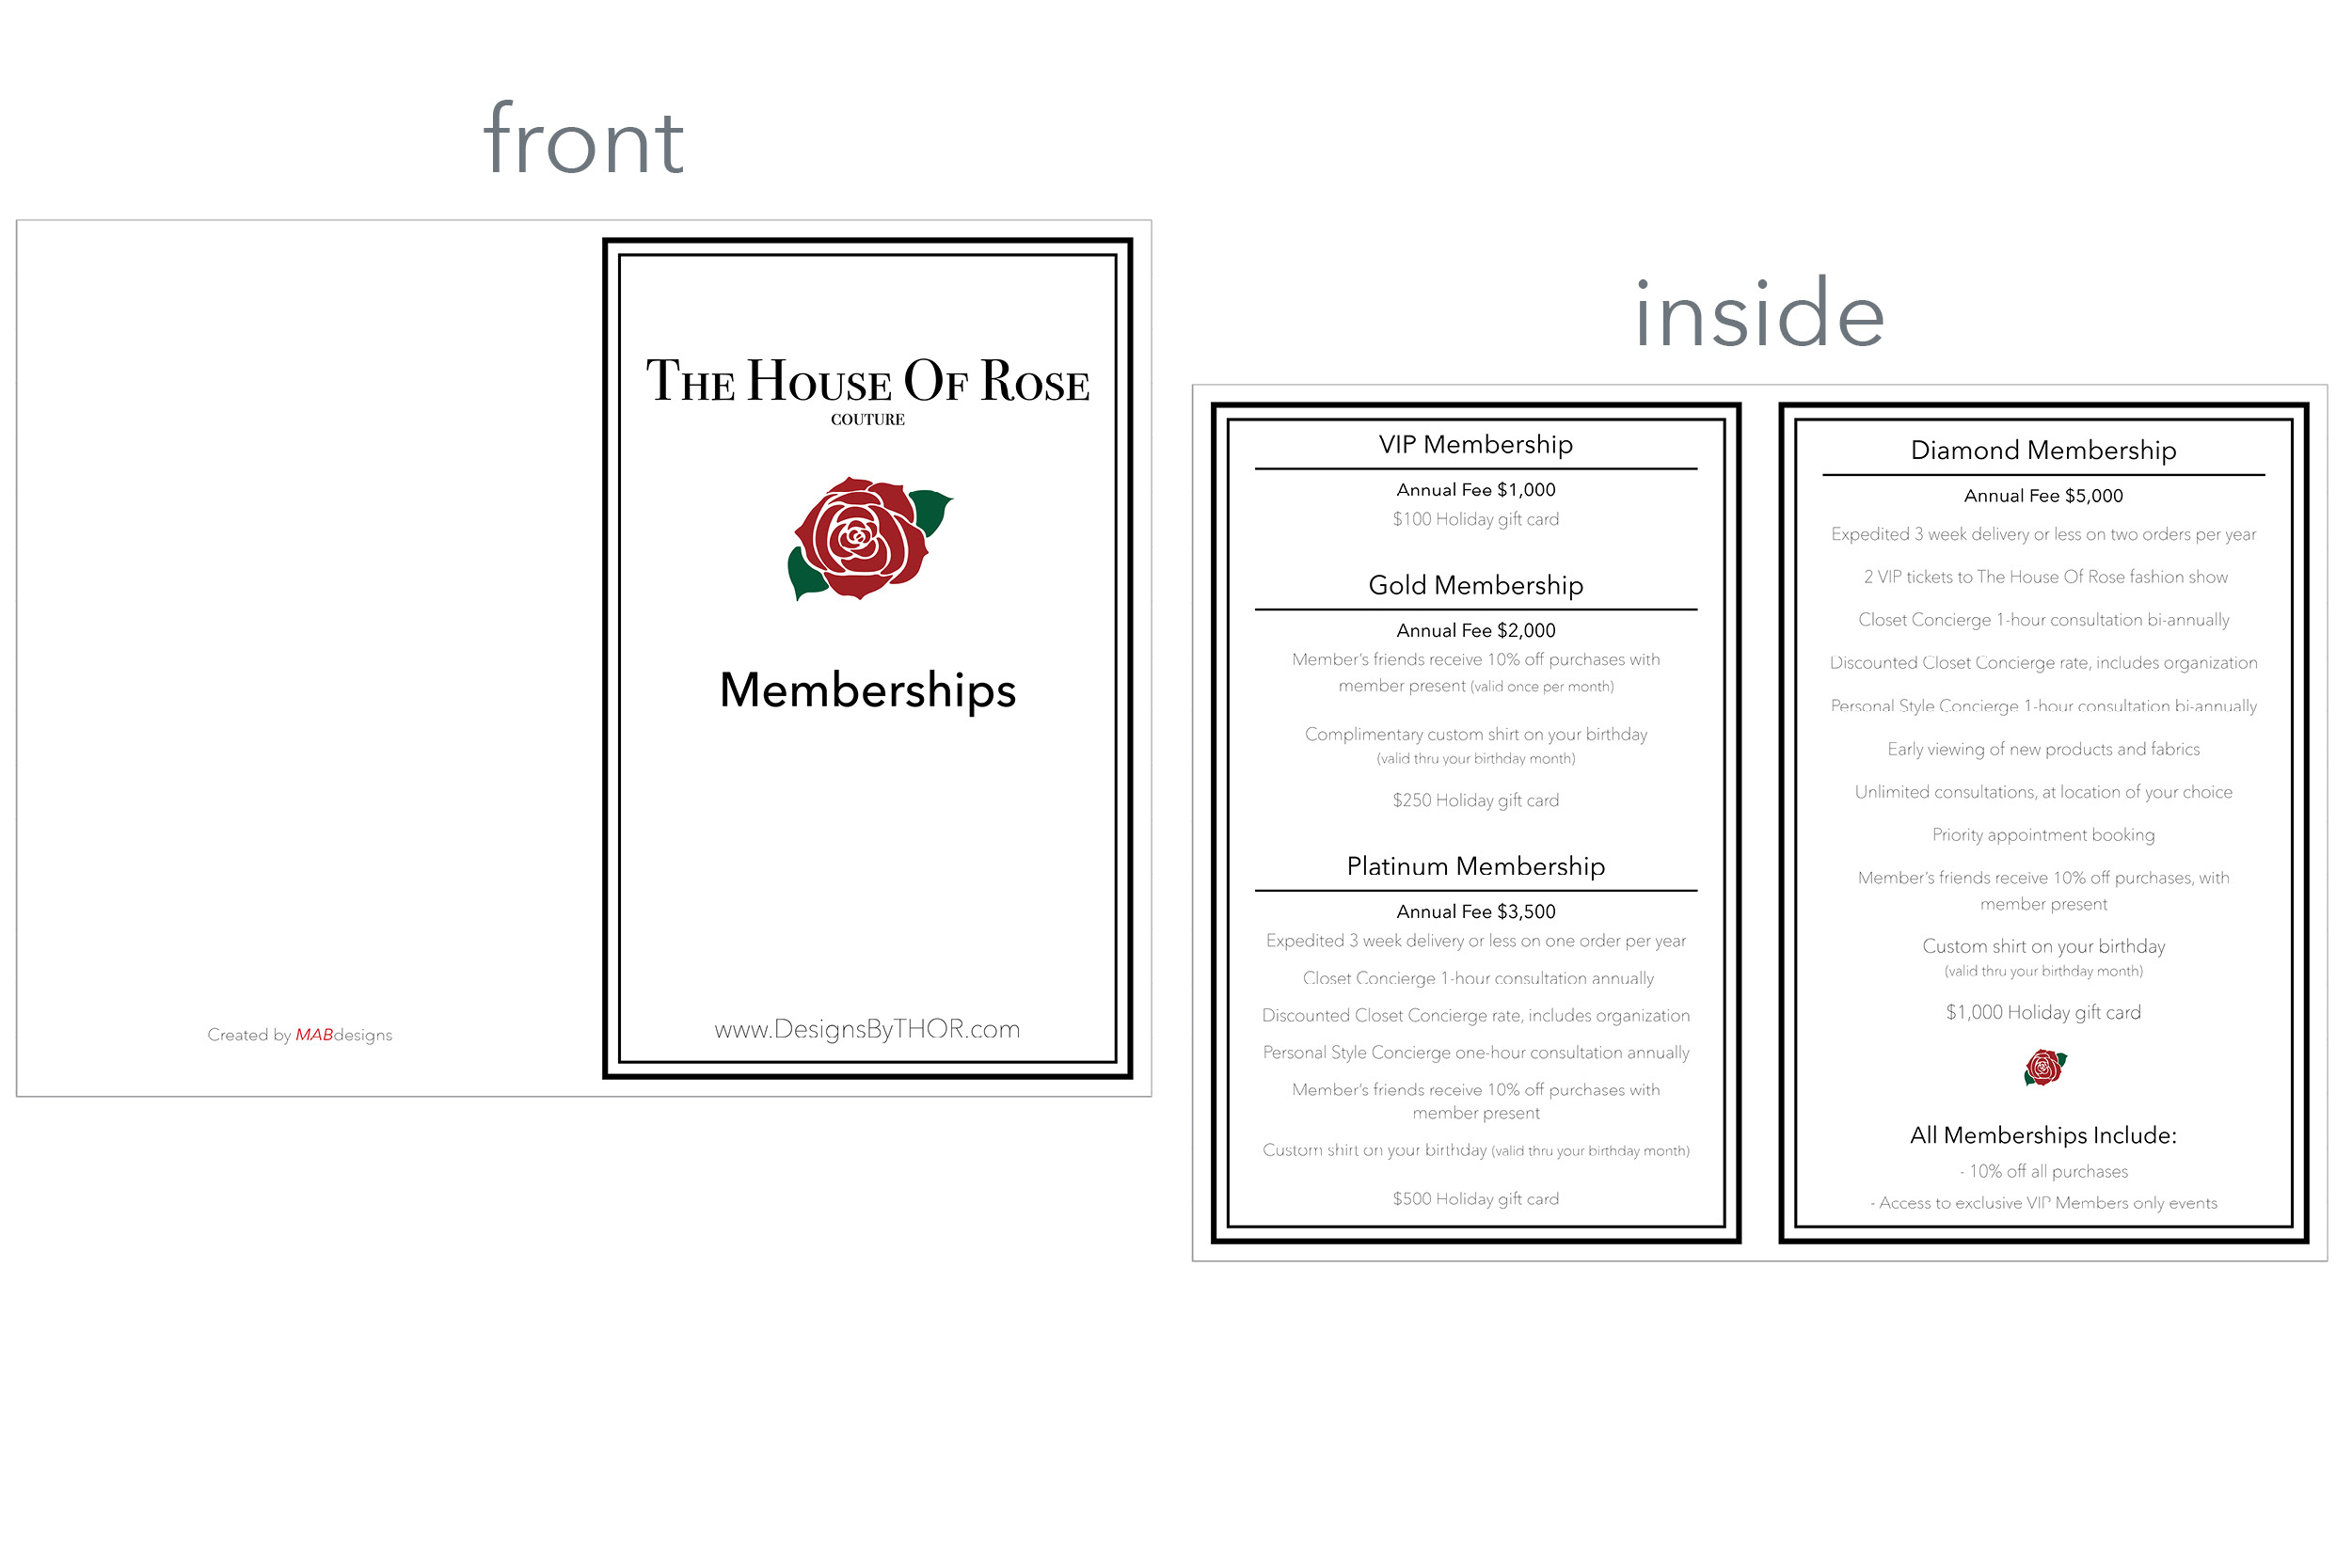 front
THE HOUSE OF ROSE
COUTURE
Memberships
www.DesignsByTHOR.com
Created by MABdesigns
inside
VIP Membership
Annual Fee $1,000
$100 Holiday gift card
Gold Membership
Annual Fee $2,000
Member's friends receive 10% off purchases with
member present (valid once per month)
Complimentary custom shirt on your birthday
(valid thru your birthday month)
$250 Holiday gift card
Platinum Membership
Annual Fee $3,500
Expedited 3 week delivery or less on one order per year
Closet Concierge 1-hour consultation annually
Discounted Closet Concierge rate, includes organization
Personal Style Concierge one-hour consultation annually
Member's friends receive 10% off purchases with
member present
Custom shirt on your birthday (valid thru your birthday month)
$500 Holiday gift card
Diamond Membership
Annual Fee $5,000
Expedited 3 week delivery or less on two orders per year
2 VIP tickets to The House Of Rose fashion show
Closet Concierge 1-hour consultation bi-annually
Discounted Closet Concierge rate, includes organization
Personal Style Concierge 1-hour consultation bi-annually
Early viewing of new products and fabrics
Unlimited consultations, at location of your choice
Priority appointment booking
Member's friends receive 10% off purchases, with
member present
Custom shirt on your birthday
(valid thru your birthday month)
$1,000 Holiday gift card
All Memberships Include:
- 10% off all purchases
- Access to exclusive VIP Members only events